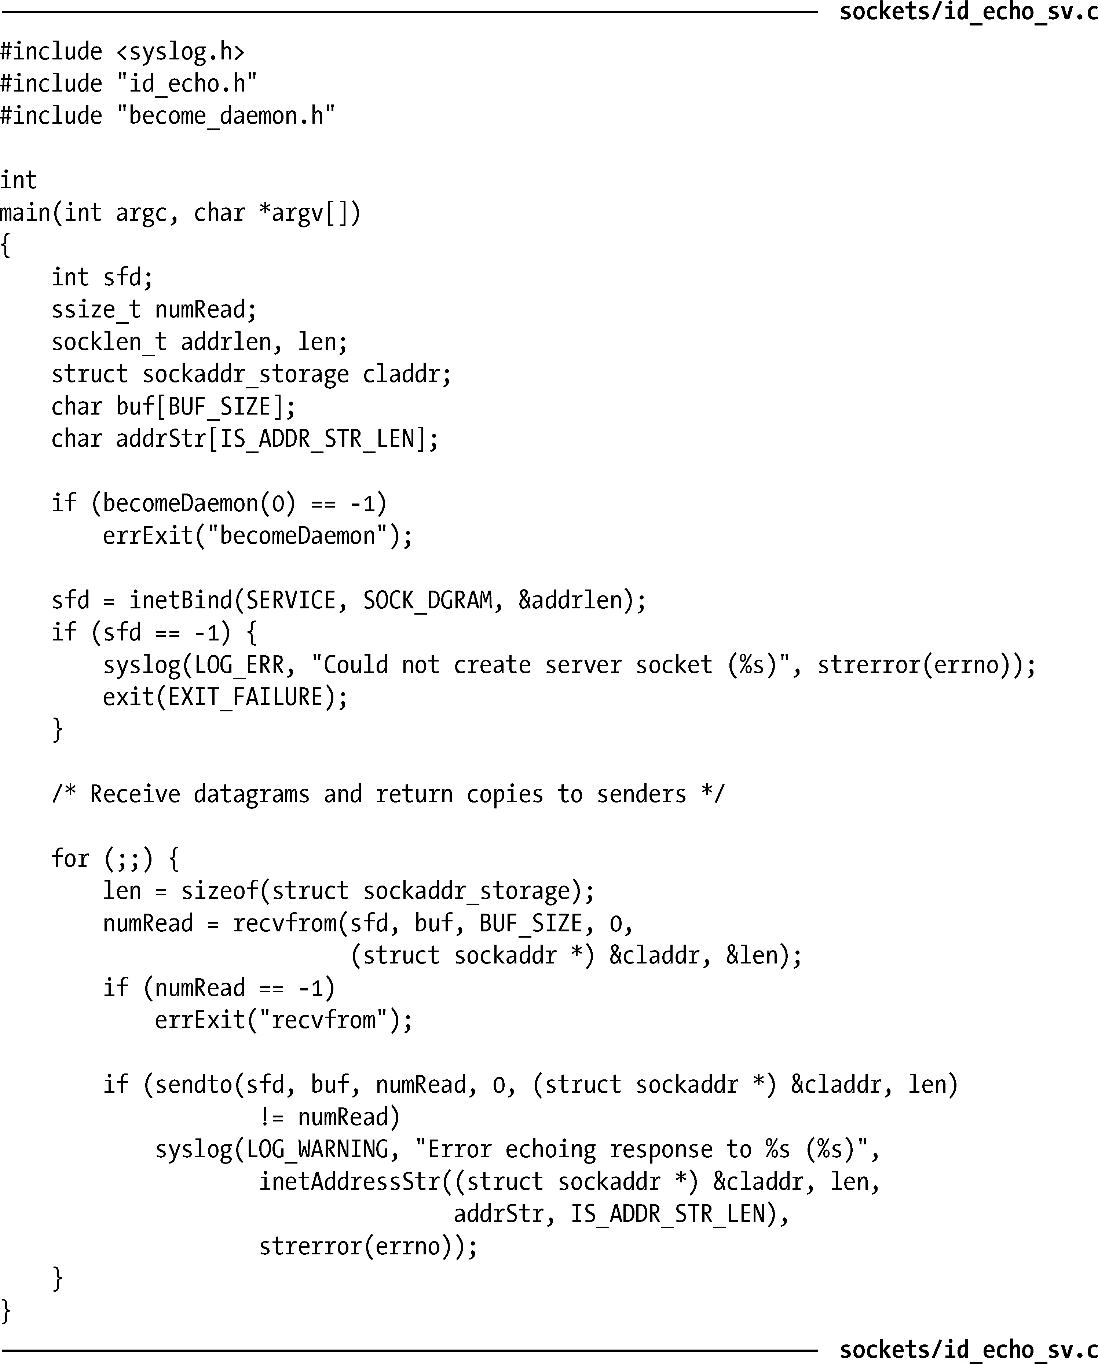 sockets/id_echo_sv.c
#include <syslog.h>
#include "id_echo.h"
#include "become_daemon.h"
int
main(int argc, char *argv[])
{
    int sfd;
    ssize_t numRead;
    socklen_t addrlen, len;
    struct sockaddr_storage claddr;
    char buf[BUF_SIZE];
    char addrStr[IS_ADDR_STR_LEN];
    if (becomeDaemon(0) == -1)
        errExit("becomeDaemon");
    sfd = inetBind(SERVICE, SOCK_DGRAM, &addrlen);
    if (sfd == -1) {
        syslog(LOG_ERR, "Could not create server socket (%s)", strerror(errno));
        exit(EXIT_FAILURE);
    }
    /* Receive datagrams and return copies to senders */
    for (;;) {
        len = sizeof(struct sockaddr_storage);
        numRead = recvfrom(sfd, buf, BUF_SIZE, 0,
                           (struct sockaddr *) &claddr, &len);
        if (numRead == -1)
            errExit("recvfrom");
        if (sendto(sfd, buf, numRead, 0, (struct sockaddr *) &claddr, len)
                    != numRead)
            syslog(LOG_WARNING, "Error echoing response to %s (%s)",
                    inetAddressStr((struct sockaddr *) &claddr, len,
                                   addrStr, IS_ADDR_STR_LEN),
                    strerror(errno));
    }
}
sockets/id_echo_sv.c